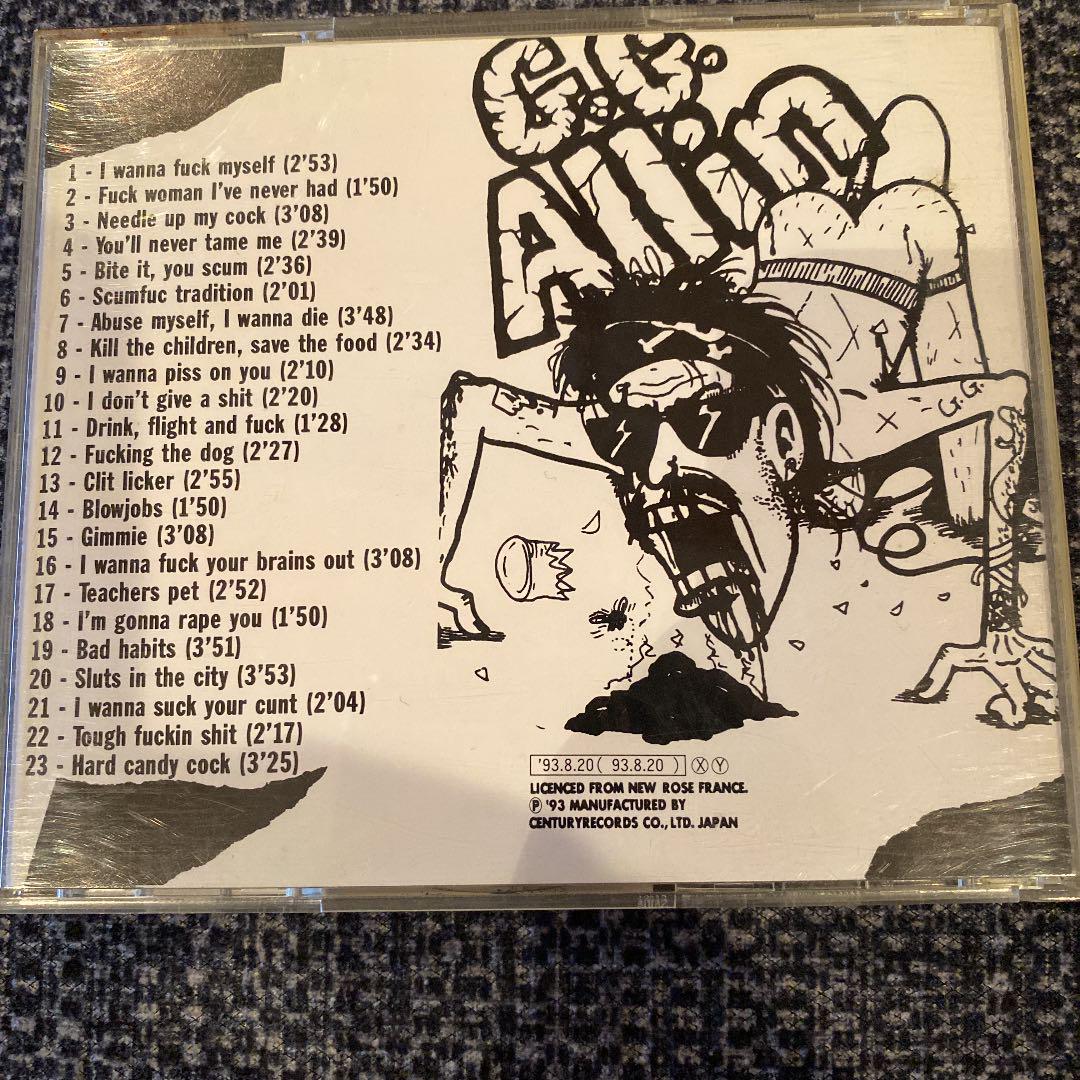 G.G.
ALLIN
1 - I wanna fuck myself (2'53)
2 - Fuck woman I've never had (1'50)
3 - Needle up my cock (3'08)
4 - You'll never tame me (2'39)
5 - Bite it, you scum (2'36)
6 - Scumfuc tradition (2'01)
7 - Abuse myself, I wanna die (3'48)
8 - Kill the children, save the food (2'34)
9 - I wanna piss on you (2'10)
10 - I don't give a shit (2'20)
11 - Drink, flight and fuck (1'28)
12 - Fucking the dog (2'27)
13 - Clit licker (2'55)
14 - Blowjobs (1'50)
15 - Gimmie (3'08)
16 - I wanna fuck your brains out (3'08)
17 - Teachers pet (2'52)
18 - I'm gonna rape you (1'50)
19 - Bad habits (3'51)
20 - Sluts in the city (3'53)
21 - I wanna suck your cunt (2'04)
22 - Tough fuckin shit (2'17)
23 - Hard candy cock (3'25)
G.G.
'93.8.20( 93.8.20 ) Ⓧ Ⓨ
LICENCED FROM NEW ROSE FRANCE.
Ⓟ '93 MANUFACTURED BY
CENTURYRECORDS CO., LTD. JAPAN